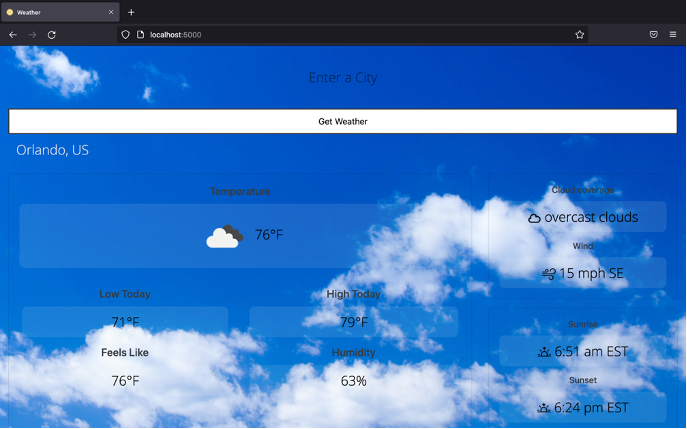 Weather
localhost:5000
Enter a City
Get Weather
Orlando, US
Temperature
76°F
Low Today
71°F
High Today
79°F
Feels Like
76°F
Humidity
63%
Cloud coverage
overcast clouds
Wind
15 mph SE
Sunrise
6:51 am EST
Sunset
6:24 pm EST